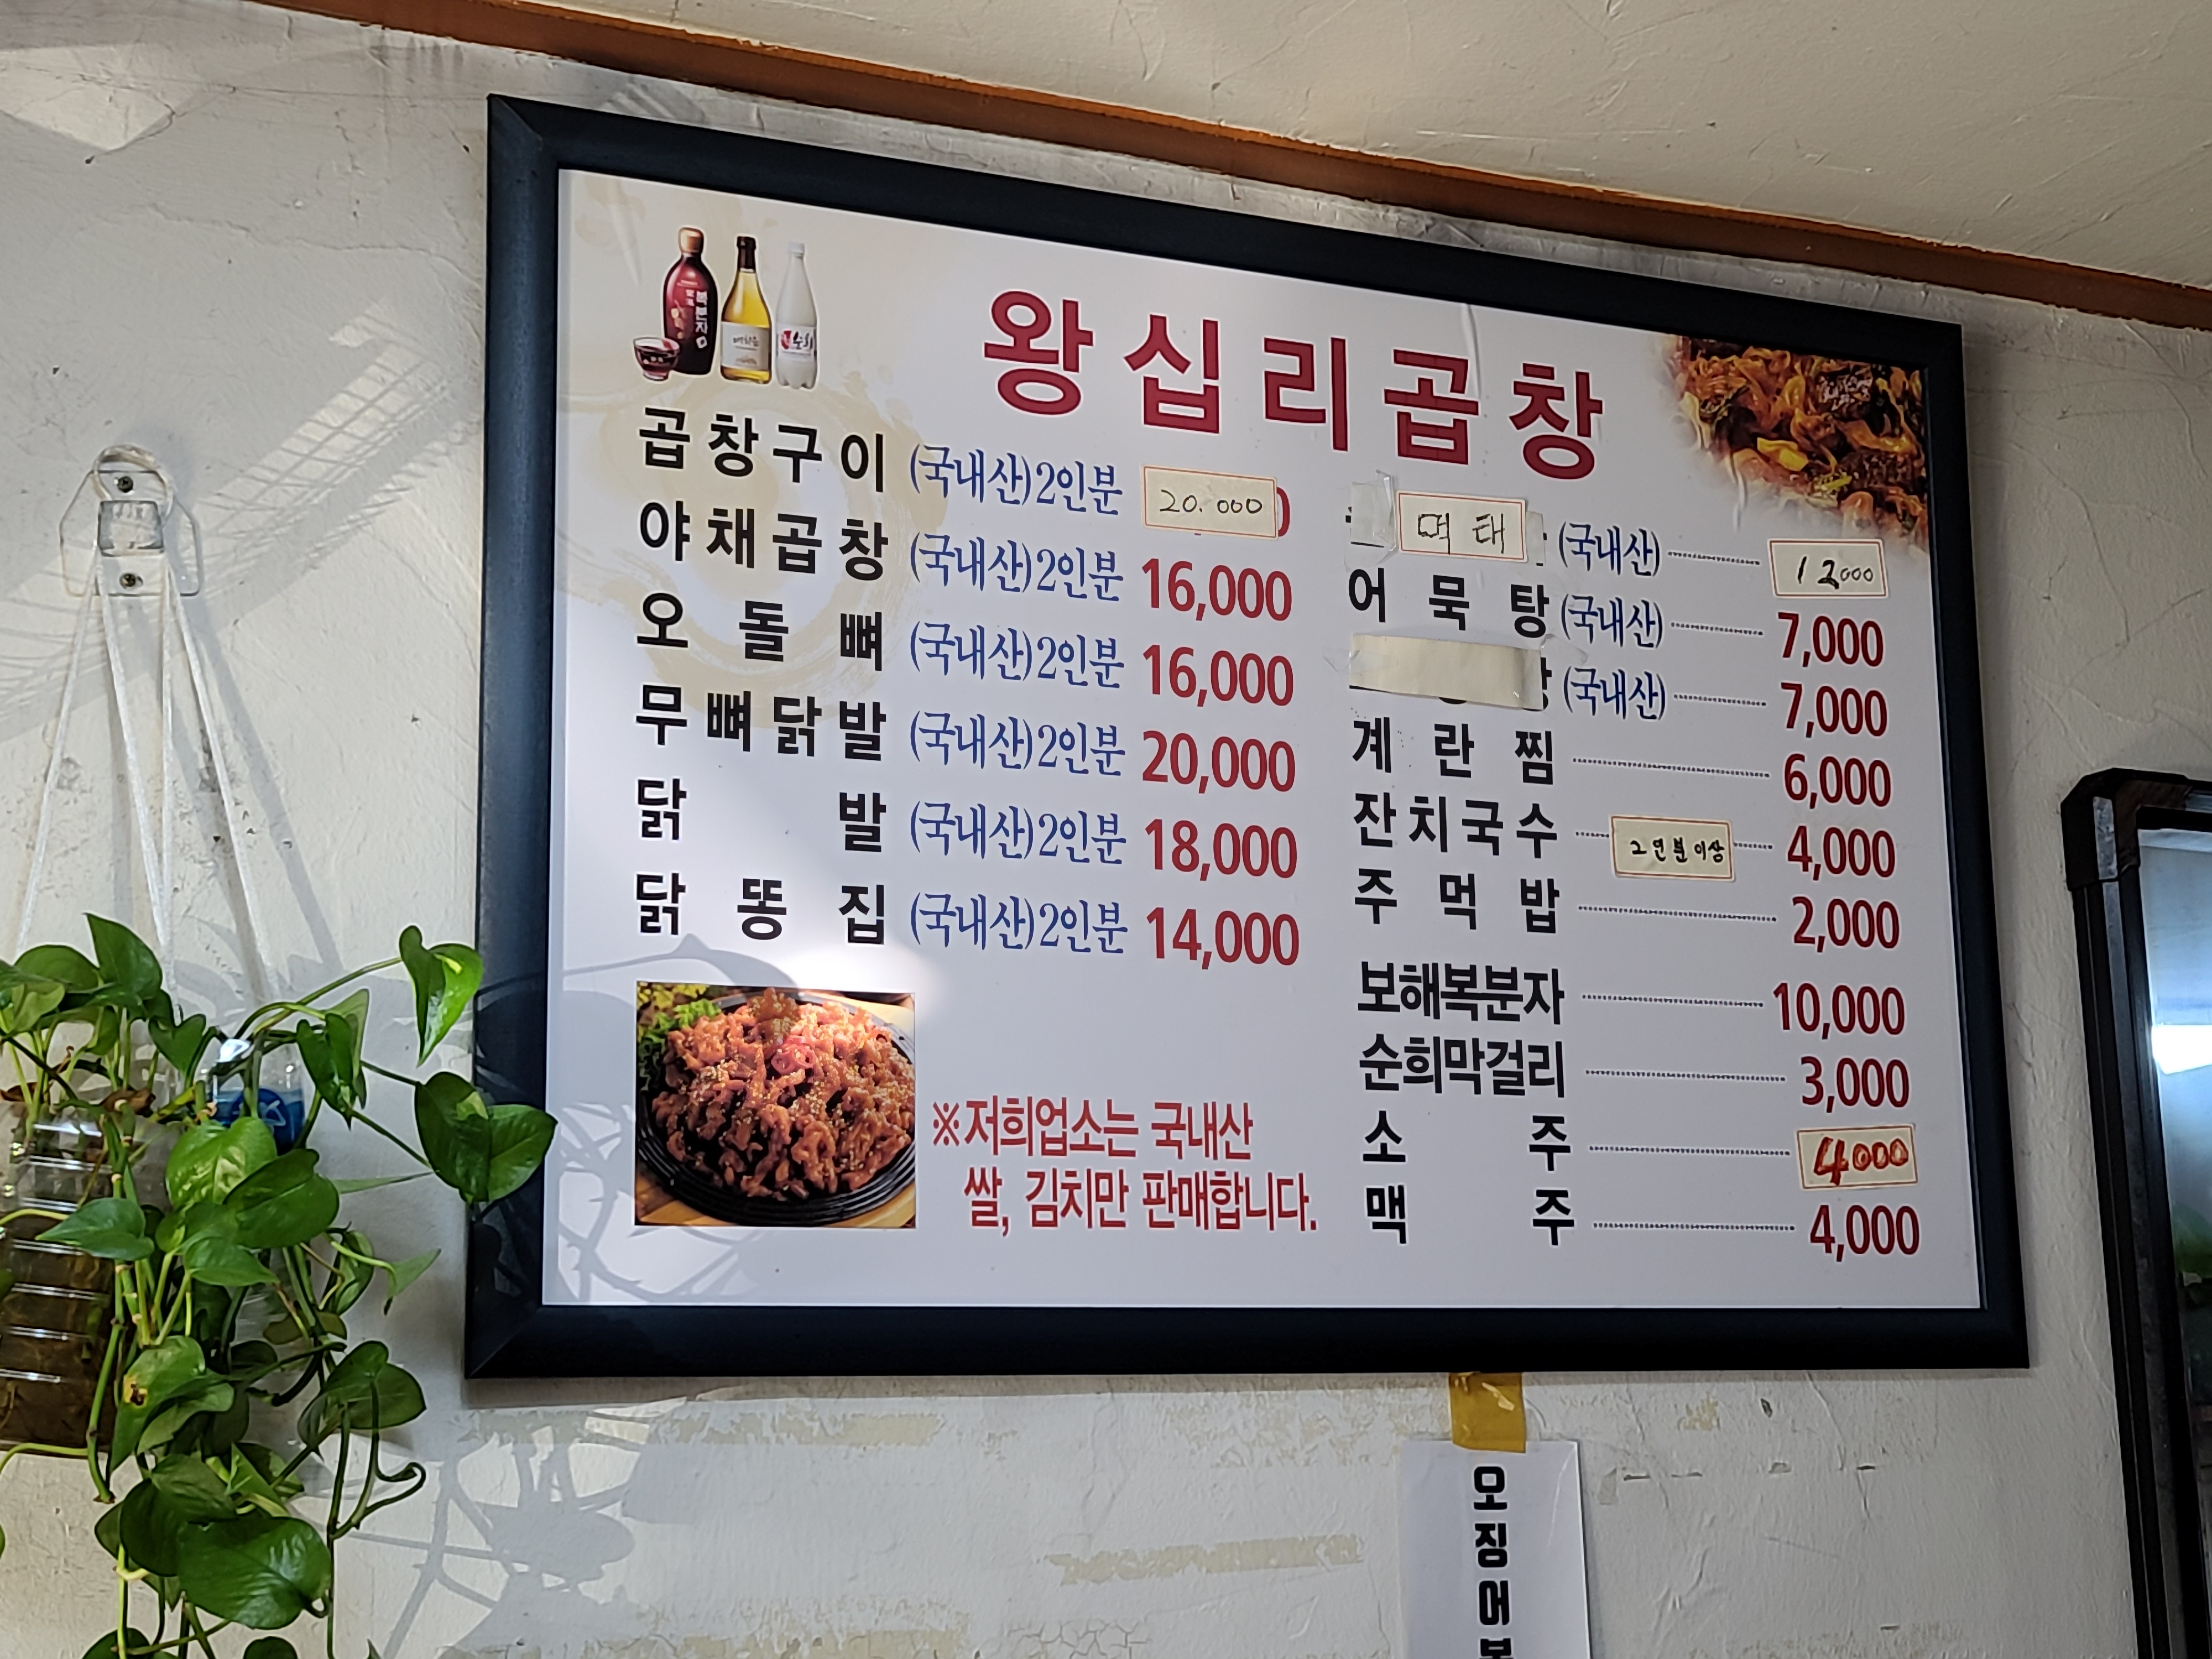 왕십리곱창
곱창구이 (국내산)2인분 20.000
야채곱창 (국내산)2인분 16,000
오돌뼈 (국내산)2인분 16,000
무뼈닭발 (국내산)2인분 20,000
닭발 (국내산)2인분 18,000
닭똥집 (국내산)2인분 14,000
※저희업소는 국내산
쌀, 김치만 판매합니다.
먹태 (국내산) 12000
어묵탕 (국내산) 7,000
(국내산) 7,000
계란찜 6,000
잔치국수 2인분이상 4,000
주먹밥 2,000
보해복분자 10,000
순희막걸리 3,000
소주 4000
맥주 4,000
오징어